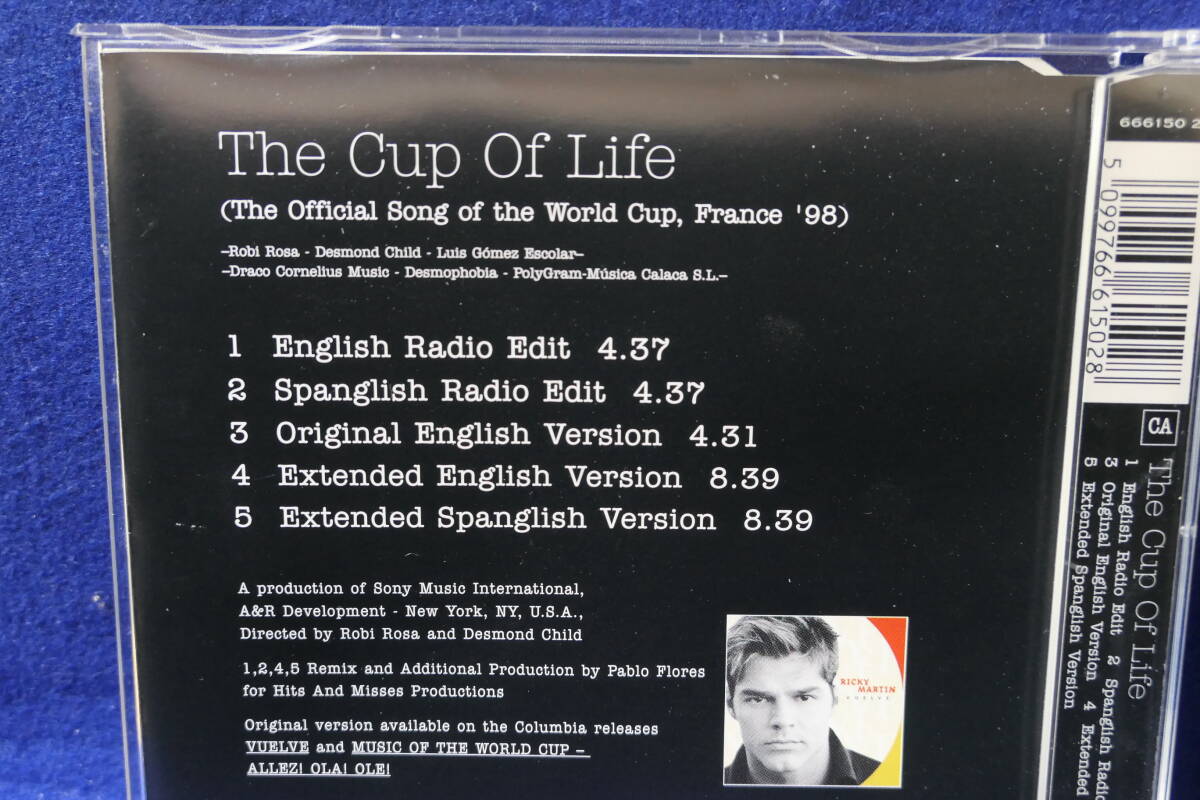 The Cup Of Life
(The Official Song of the World Cup, France '98)
–Robi Rosa - Desmond Child - Luis Gómez Escolar–
–Draco Cornelius Music - Desmophobia - PolyGram-Música Calaca S.L.–
1 English Radio Edit 4.37
2 Spanglish Radio Edit 4.37
3 Original English Version 4.31
4 Extended English Version 8.39
5 Extended Spanglish Version 8.39
A production of Sony Music International,
A&R Development - New York, NY, U.S.A.,
Directed by Robi Rosa and Desmond Child
1,2,4,5 Remix and Additional Production by Pablo Flores
for Hits And Misses Productions
Original version available on the Columbia releases
VUELVE and MUSIC OF THE WORLD CUP –
ALLEZ! OLA! OLE!
RICKY
MARTIN
VUELVE
666150 2
5 099766 615028
CA
The Cup Of Life
1 English Radio Edit 2 Spanglish Radio
3 Original English Version 4 Extended
5 Extended Spanglish Version